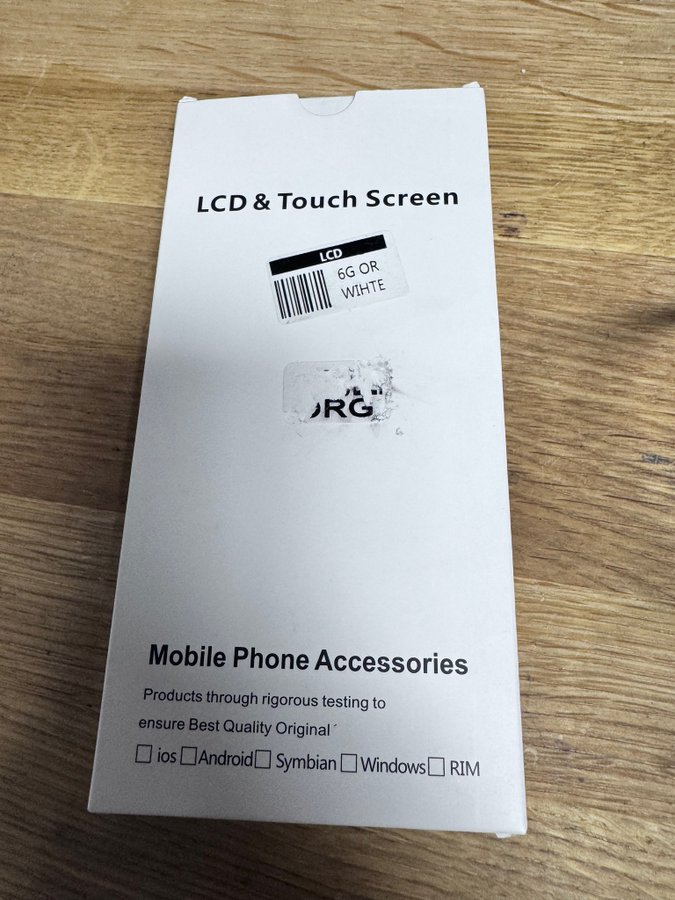 LCD & Touch Screen
LCD
6G OR
WIHTE
Mobile Phone Accessories
Products through rigorous testing to
ensure Best Quality Original´
ios Android Symbian Windows RIM